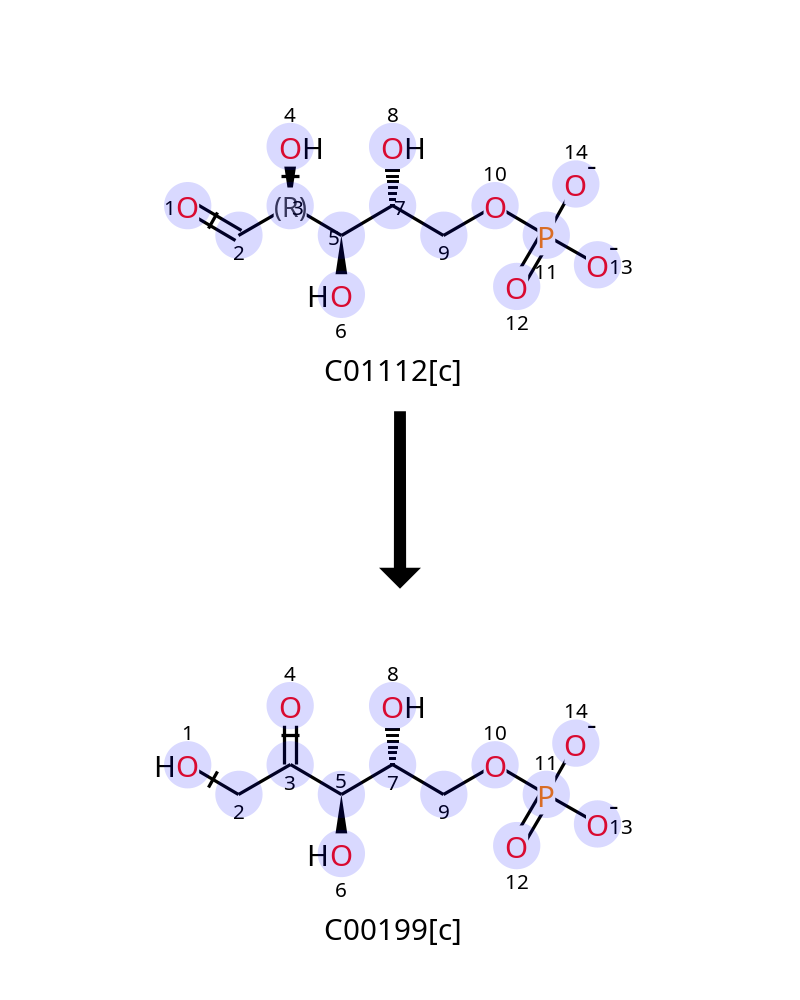 4 8
OH OH 14
10 O-
1 O (R) 3 7 O P O- 13
2 5 9 11
HO O
6 12
C01112[c]
4 8
O OH 14
1 10 11 O-
HO 3 5 7 O P O- 13
2 9
HO O
6 12
C00199[c]